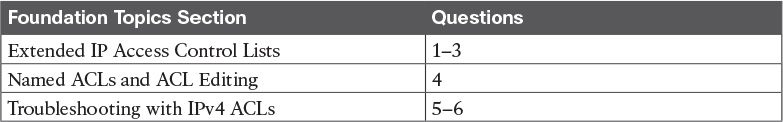 Foundation Topics Section Questions
Extended IP Access Control Lists 1–3
Named ACLs and ACL Editing 4
Troubleshooting with IPv4 ACLs 5–6